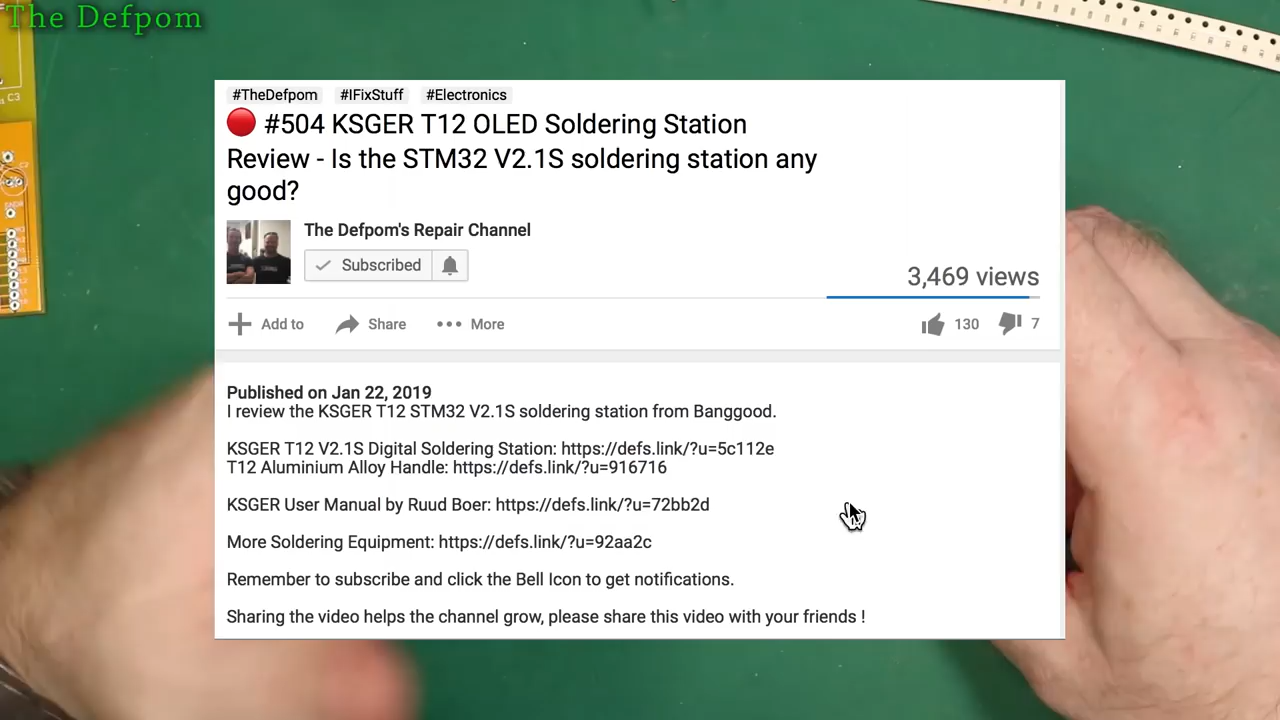 The Defpom
C3
#TheDefpom #IFixStuff #Electronics
#504 KSGER T12 OLED Soldering Station
Review - Is the STM32 V2.1S soldering station any
good?
The Defpom's Repair Channel
Subscribed
3,469 views
Add to Share More 130 7
Published on Jan 22, 2019
I review the KSGER T12 STM32 V2.1S soldering station from Banggood.
KSGER T12 V2.1S Digital Soldering Station: https://defs.link/?u=5c112e
T12 Aluminium Alloy Handle: https://defs.link/?u=916716
KSGER User Manual by Ruud Boer: https://defs.link/?u=72bb2d
More Soldering Equipment: https://defs.link/?u=92aa2c
Remember to subscribe and click the Bell Icon to get notifications.
Sharing the video helps the channel grow, please share this video with your friends !